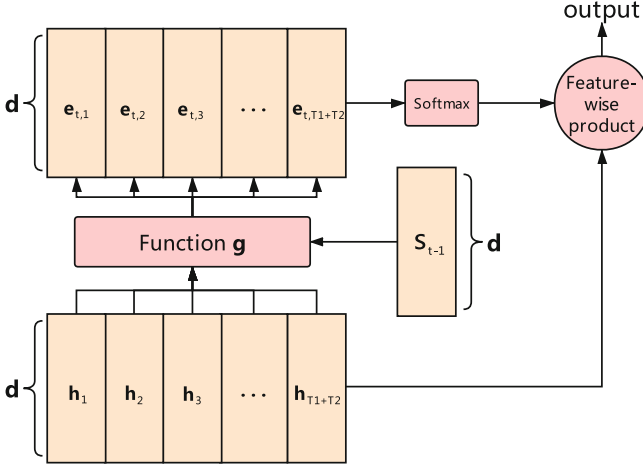 output
d
e t,1
e t,2
e t,3
...
e t,T1+T2
Softmax
Feature-
wise
product
Function g
S t-1
d
d
h 1
h 2
h 3
...
h T1+T2